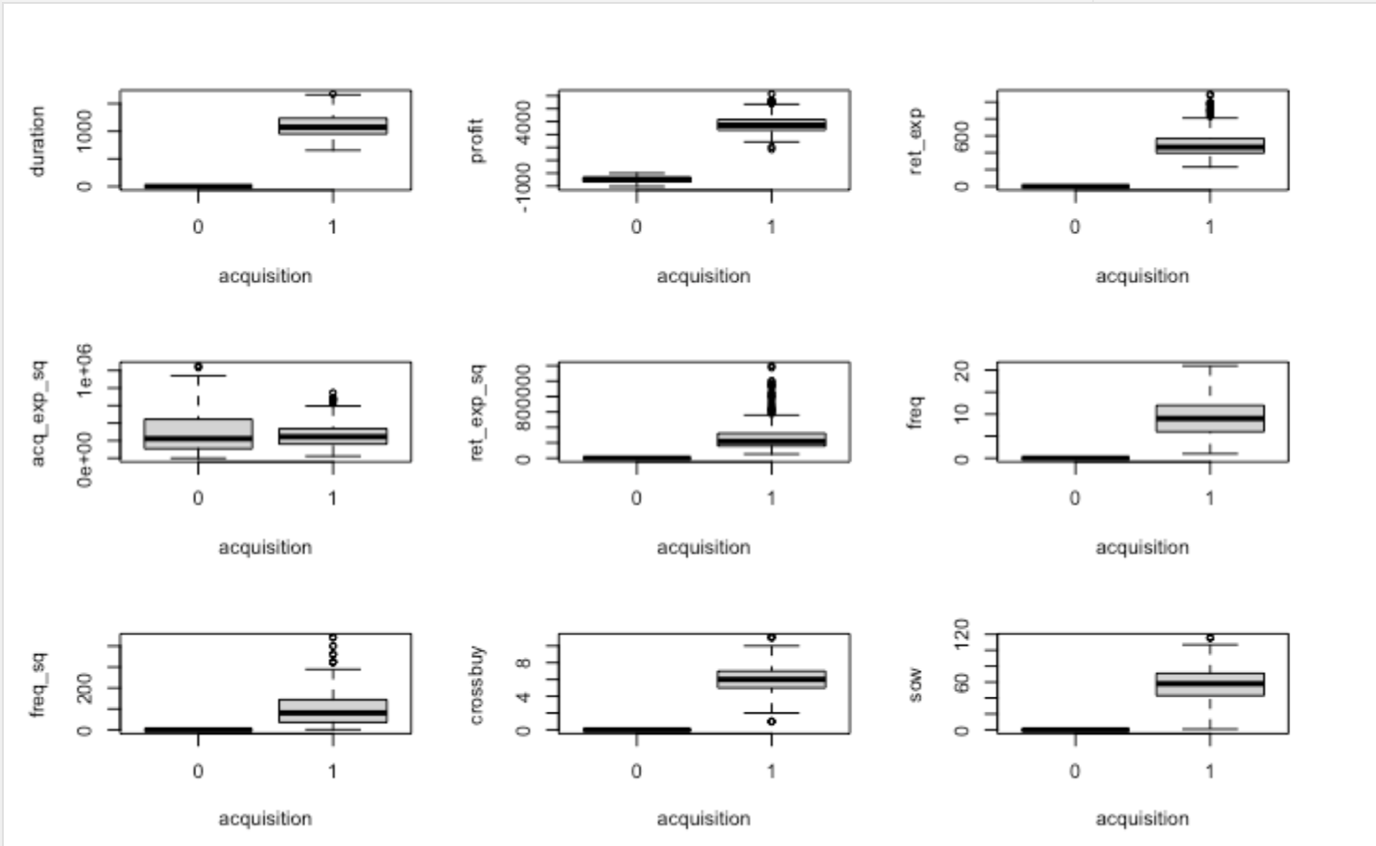 duration
1000
0
0 1
acquisition
profit
4000
-1000
0 1
acquisition
ret_exp
600
0
0 1
acquisition
acq_exp_sq
1e+06
0e+00
0 1
acquisition
ret_exp_sq
800000
0
0 1
acquisition
freq
20
10
0
0 1
acquisition
freq_sq
200
0
0 1
acquisition
crossbuy
8
4
0
0 1
acquisition
sow
120
60
0
0 1
acquisition